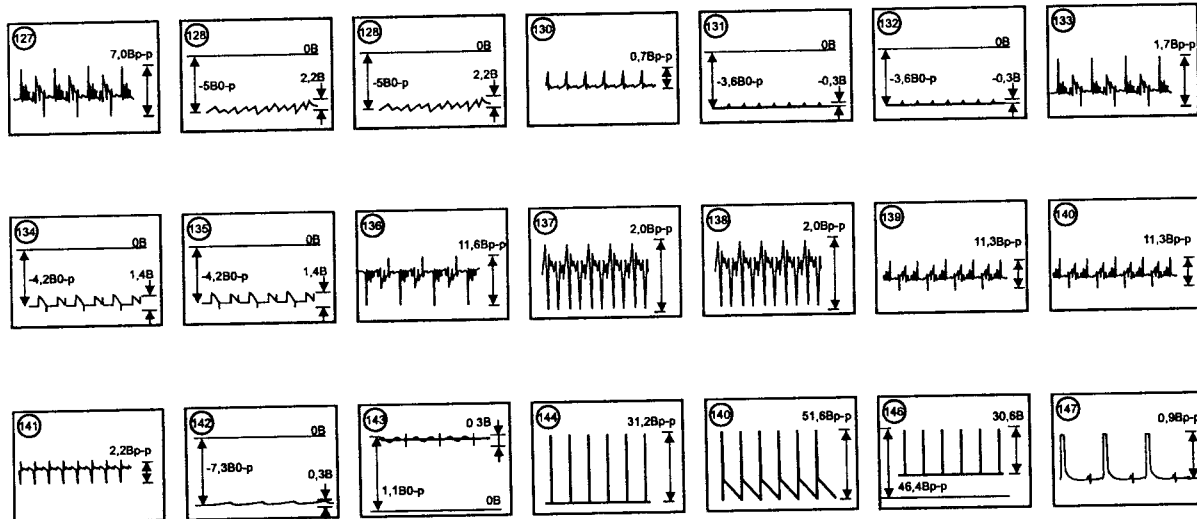 127
7,0Bp-p
128
0B
-5B0-p
2,2B
128
0B
-5B0-p
2,2B
130
0,7Bp-p
131
0B
-3,6B0-p
-0,3B
132
0B
-3,6B0-p
-0,3B
133
1,7Bp-p
134
0B
-4,2B0-p
1,4B
135
0B
-4,2B0-p
1,4B
136
11,6Bp-p
137
2,0Bp-p
138
2,0Bp-p
139
11,3Bp-p
140
11,3Bp-p
141
2,2Bp-p
142
0B
-7,3B0-p
0,3B
143
0 3B
1,1B0-p
0B
144
31,2Bp-p
140
51,6Bp-p
146
30,6B
46,4Bp-p
147
0,9Bp-p